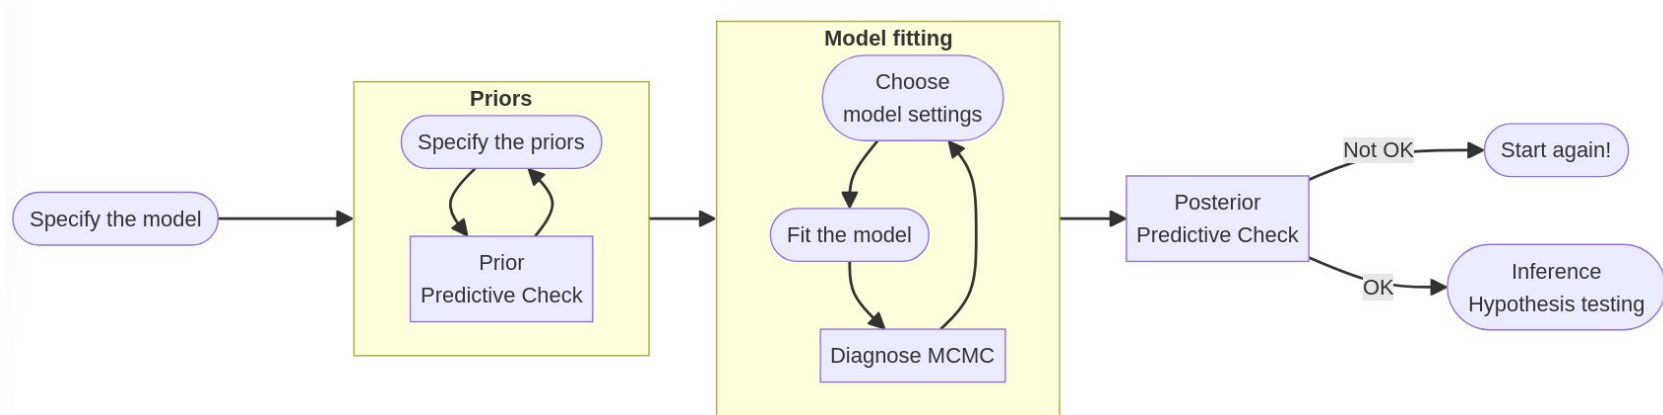 Specify the model
Priors
Specify the priors
Prior
Predictive Check
Model fitting
Choose
model settings
Fit the model
Diagnose MCMC
Posterior
Predictive Check
Not OK
Start again!
OK
Inference
Hypothesis testing